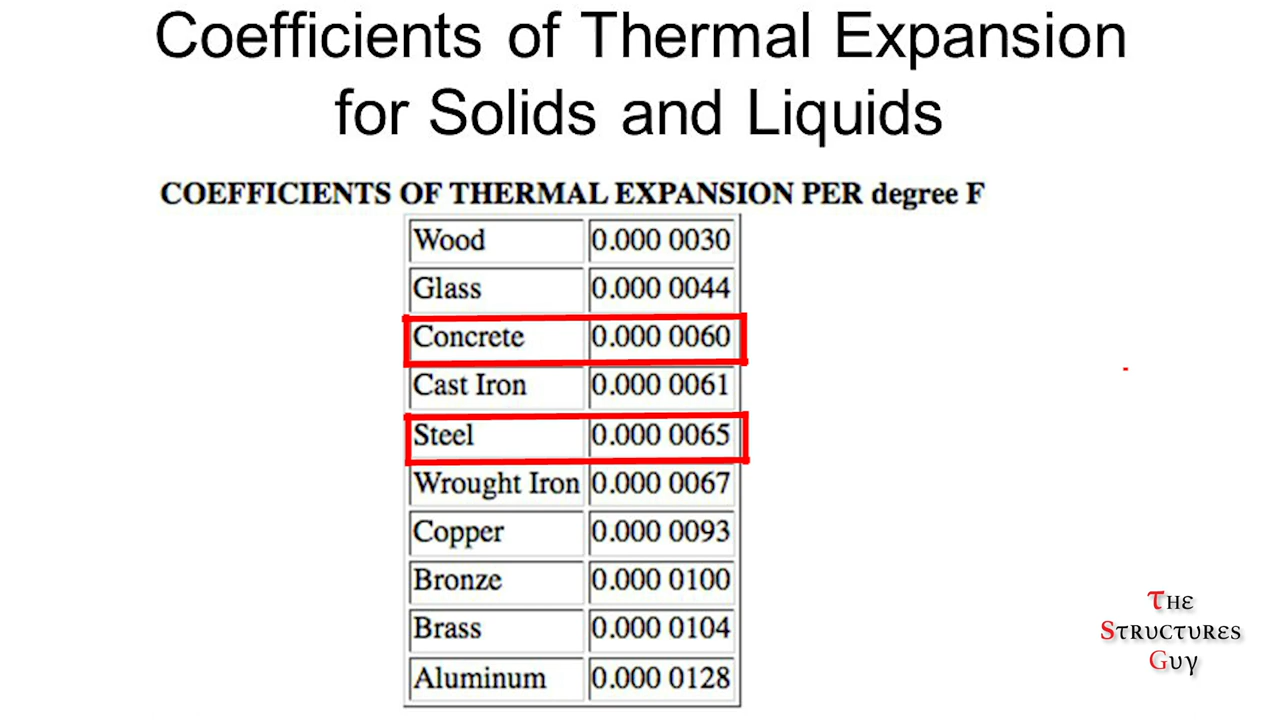 Coefficients of Thermal Expansion
for Solids and Liquids
COEFFICIENTS OF THERMAL EXPANSION PER degree F
Wood 0.000 0030
Glass 0.000 0044
Concrete 0.000 0060
Cast Iron 0.000 0061
Steel 0.000 0065
Wrought Iron 0.000 0067
Copper 0.000 0093
Bronze 0.000 0100
Brass 0.000 0104
Aluminum 0.000 0128
THE
STRUCTURES
GUY